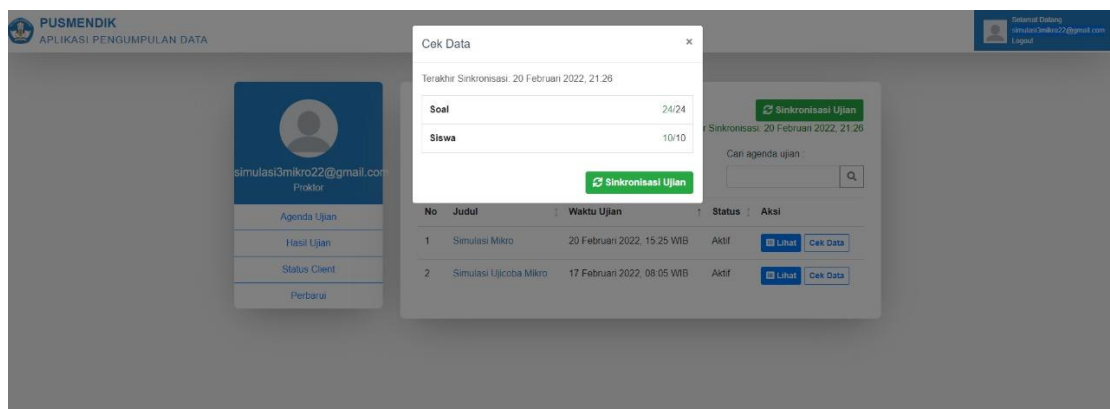 PUSMENDIK
APLIKASI PENGUMPULAN DATA
Selamat Datang
simulasi3mikro22@gmail.com
Logout
Cek Data
×
Terakhir Sinkronisasi: 20 Februari 2022, 21:26
Soal 24/24
Siswa 10/10
Sinkronisasi Ujian
simulasi3mikro22@gmail.com
Proktor
Agenda Ujian
Hasil Ujian
Status Client
Perbarui
Sinkronisasi Ujian
r Sinkronisasi: 20 Februari 2022, 21:26
Cari agenda ujian :
No Judul Waktu Ujian Status Aksi
1 Simulasi Mikro 20 Februari 2022, 15:25 WIB Aktif Lihat Cek Data
2 Simulasi Ujicoba Mikro 17 Februari 2022, 08:05 WIB Aktif Lihat Cek Data